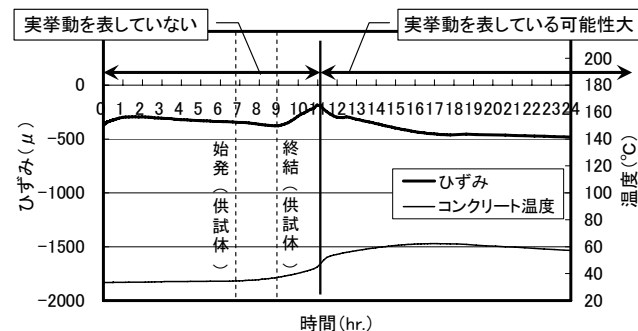 実挙動を表していない
実挙動を表している可能性大
0
-500
-1000
-1500
-2000
ひずみ(μ)
0 1 2 3 4 5 6 7 8 9 10 11 12 13 14 15 16 17 18 19 20 21 22 23 24
始発(供試体)
終結(供試体)
ひずみ
コンクリート温度
200
180
160
140
120
100
80
60
40
20
温度(℃)
時間(hr.)